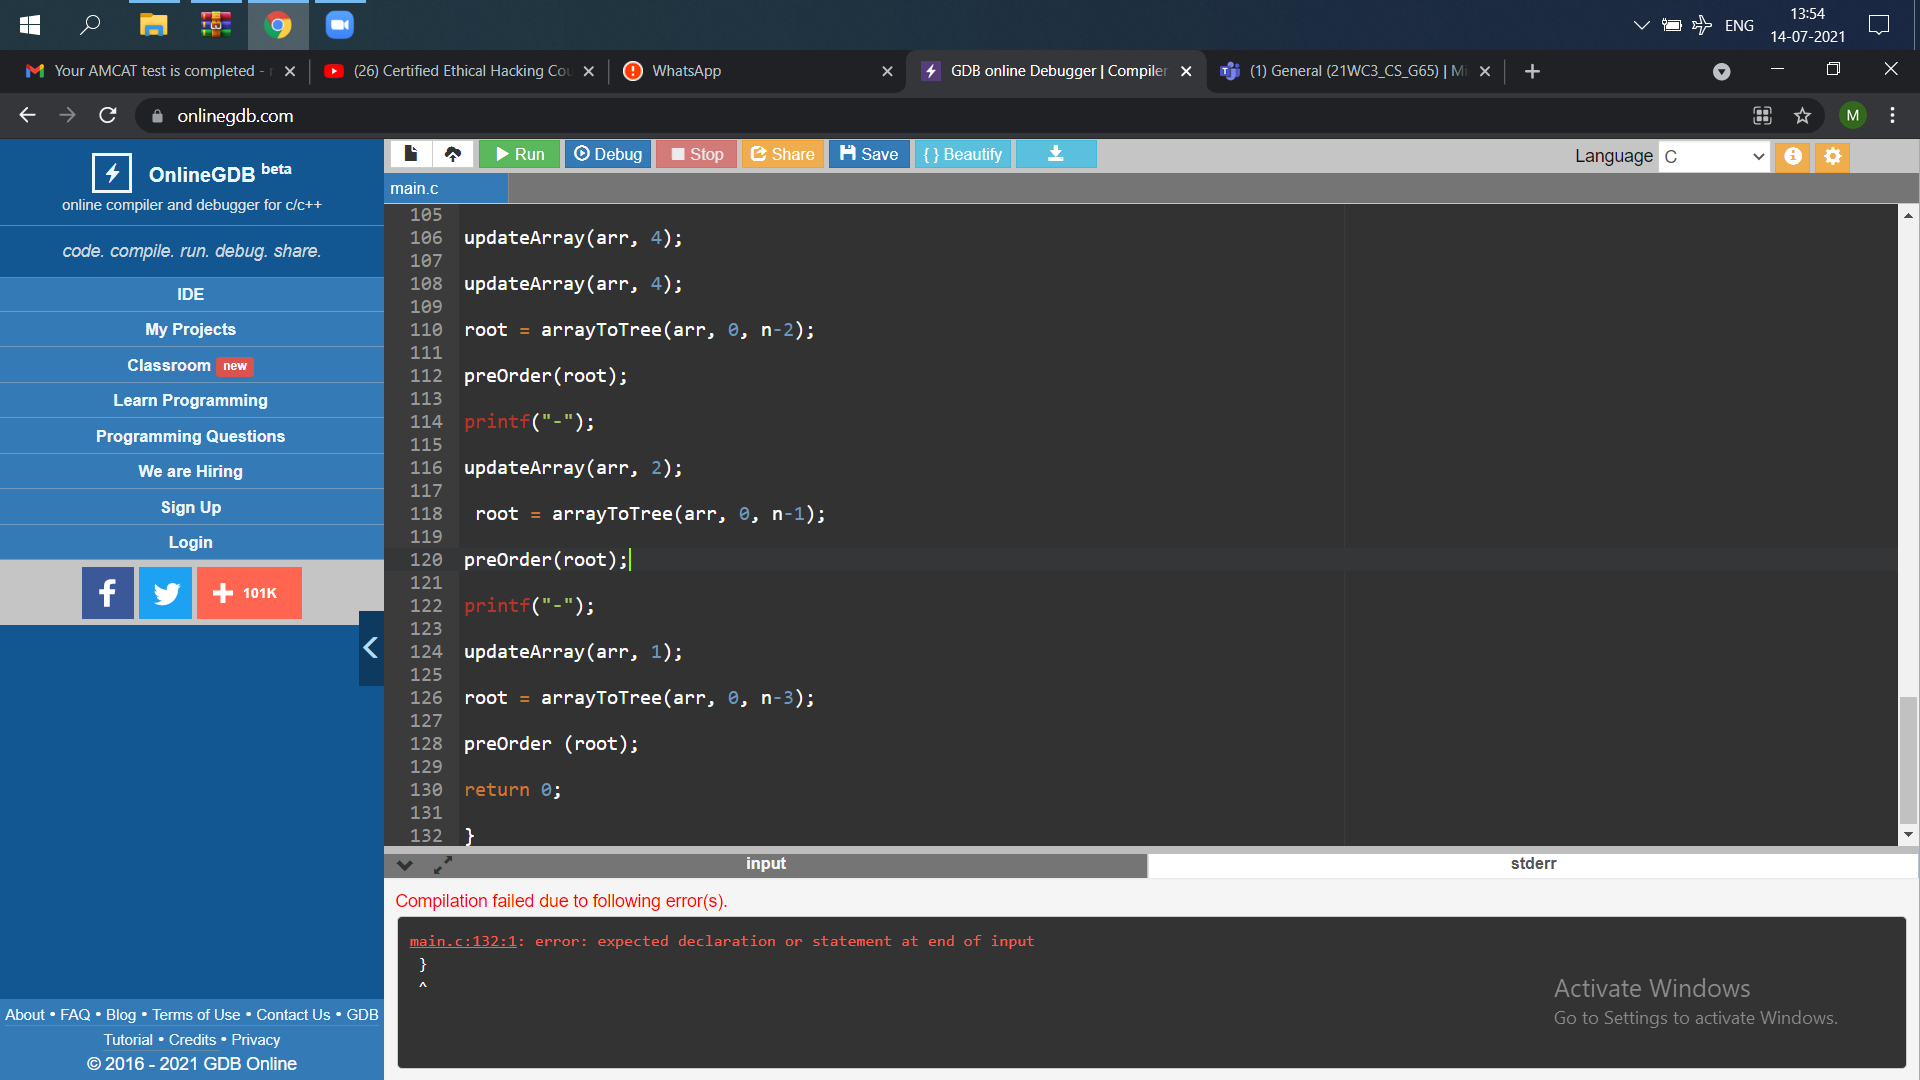 13:54
ENG
14-07-2021
Your AMCAT test is completed -
(26) Certified Ethical Hacking Cou
WhatsApp
GDB online Debugger | Compiler
(1) General (21WC3_CS_G65) | Mi
onlinegdb.com
M
OnlineGDB beta
online compiler and debugger for c/c++
code. compile. run. debug. share.
IDE
My Projects
Classroom new
Learn Programming
Programming Questions
We are Hiring
Sign Up
Login
101K
About • FAQ • Blog • Terms of Use • Contact Us • GDB
Tutorial • Credits • Privacy
© 2016 - 2021 GDB Online
Run Debug Stop Share Save { } Beautify
Language C
main.c
105
106 updateArray(arr, 4);
107
108 updateArray(arr, 4);
109
110 root = arrayToTree(arr, 0, n-2);
111
112 preOrder(root);
113
114 printf("-");
115
116 updateArray(arr, 2);
117
118 root = arrayToTree(arr, 0, n-1);
119
120 preOrder(root);
121
122 printf("-");
123
124 updateArray(arr, 1);
125
126 root = arrayToTree(arr, 0, n-3);
127
128 preOrder (root);
129
130 return 0;
131
132 }
input
stderr
Compilation failed due to following error(s).
main.c:132:1: error: expected declaration or statement at end of input
}
^
Activate Windows
Go to Settings to activate Windows.